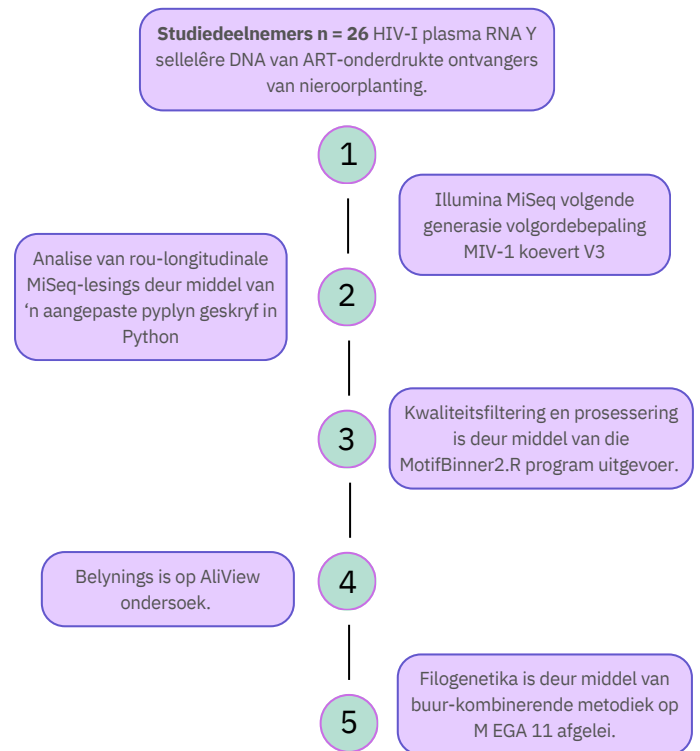 Studiedeelnemers n = 26 HIV-I plasma RNA Y
sellelêre DNA van ART-onderdrukte ontvangers
van nieroorplanting.
1
Illumina MiSeq volgende
generasie volgordebepaling
MIV-1 koevert V3
Analise van rou-longitudinale
MiSeq-lesings deur middel van
‘n aangepaste pyplyn geskryf in
Python
2
Kwaliteitsfiltering en prosessering
is deur middel van die
MotifBinner2.R program uitgevoer.
3
Belynings is op AliView
ondersoek.
4
Filogenetika is deur middel van
buur-kombinerende metodiek op
M EGA 11 afgelei.
5